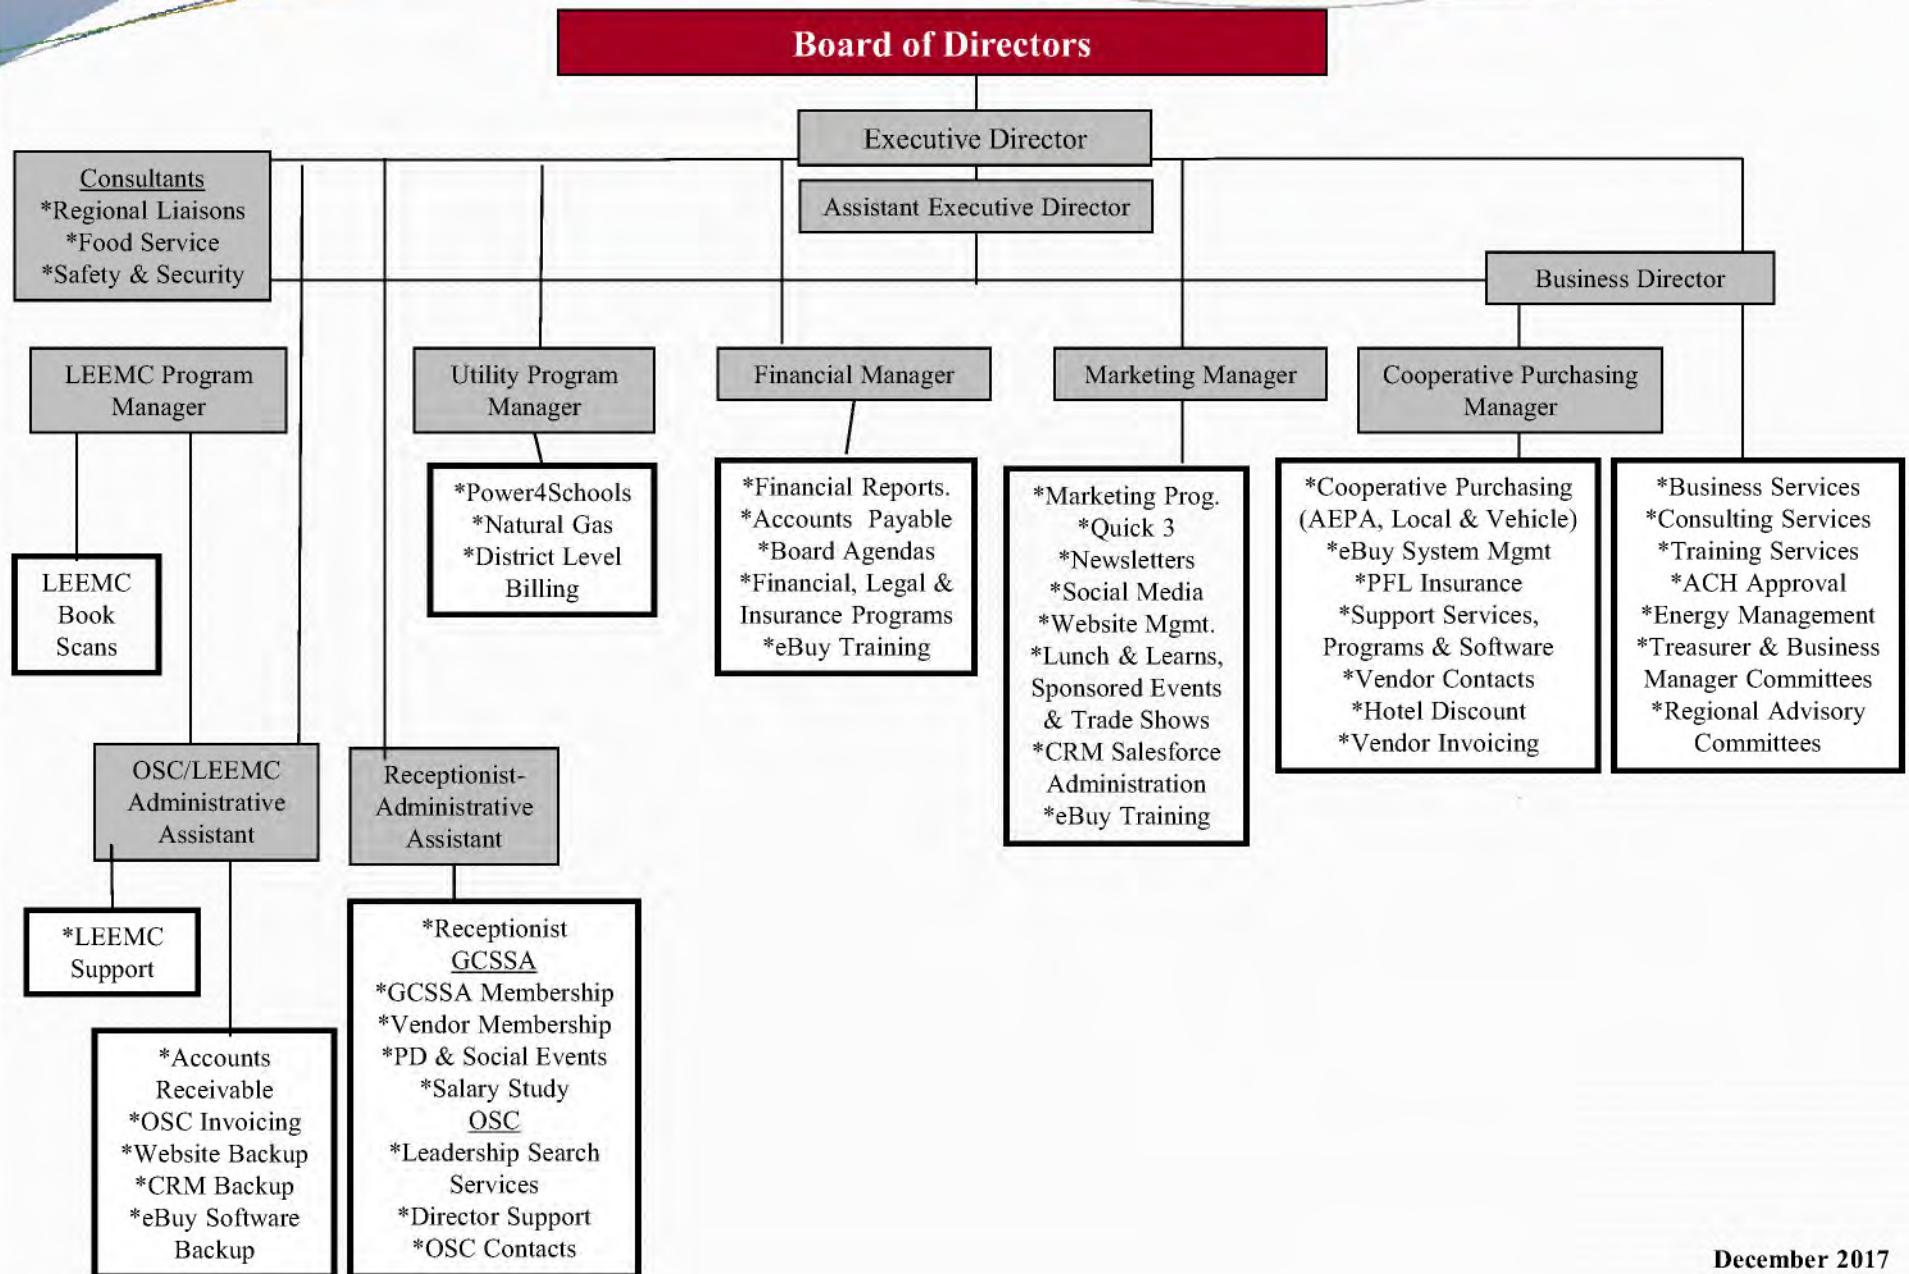 Board of Directors
Executive Director
Assistant Executive Director
Consultants
*Regional Liaisons
*Food Service
*Safety & Security
Business Director
LEEMC Program
Manager
Utility Program
Manager
Financial Manager
Marketing Manager
Cooperative Purchasing
Manager
LEEMC
Book
Scans
*Power4Schools
*Natural Gas
*District Level
Billing
*Financial Reports.
*Accounts Payable
*Board Agendas
*Financial, Legal &
Insurance Programs
*eBuy Training
*Marketing Prog.
*Quick 3
*Newsletters
*Social Media
*Website Mgmt.
*Lunch & Learns,
Sponsored Events
& Trade Shows
*CRM Salesforce
Administration
*eBuy Training
*Cooperative Purchasing
(AEPA, Local & Vehicle)
*eBuy System Mgmt
*PFL Insurance
*Support Services,
Programs & Software
*Vendor Contacts
*Hotel Discount
*Vendor Invoicing
*Business Services
*Consulting Services
*Training Services
*ACH Approval
*Energy Management
*Treasurer & Business
Manager Committees
*Regional Advisory
Committees
OSC/LEEMC
Administrative
Assistant
Receptionist-
Administrative
Assistant
*LEEMC
Support
*Accounts
Receivable
*OSC Invoicing
*Website Backup
*CRM Backup
*eBuy Software
Backup
*Receptionist
GCSSA
*GCSSA Membership
*Vendor Membership
*PD & Social Events
*Salary Study
OSC
*Leadership Search
Services
*Director Support
*OSC Contacts
December 2017